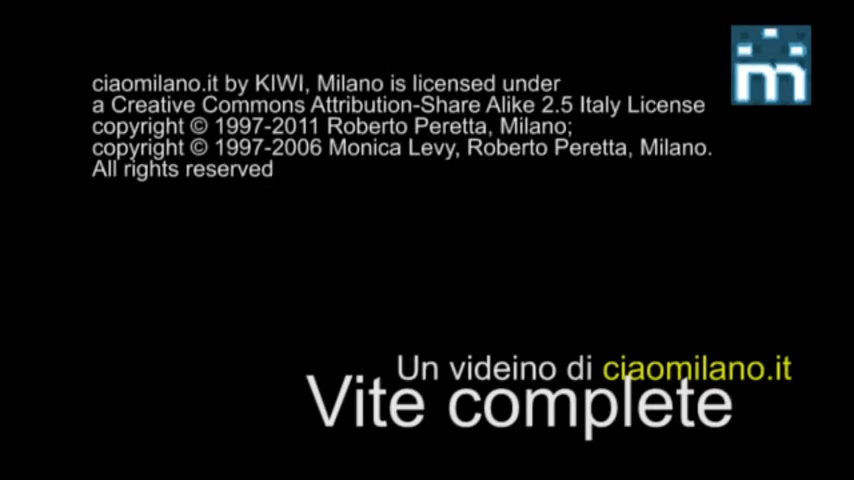 ciaomilano.it by KIWI, Milano is licensed under
a Creative Commons Attribution-Share Alike 2.5 Italy License
copyright © 1997-2011 Roberto Peretta, Milano;
copyright © 1997-2006 Monica Levy, Roberto Peretta, Milano.
All rights reserved
m
Un videino di ciaomilano.it
Vite complete